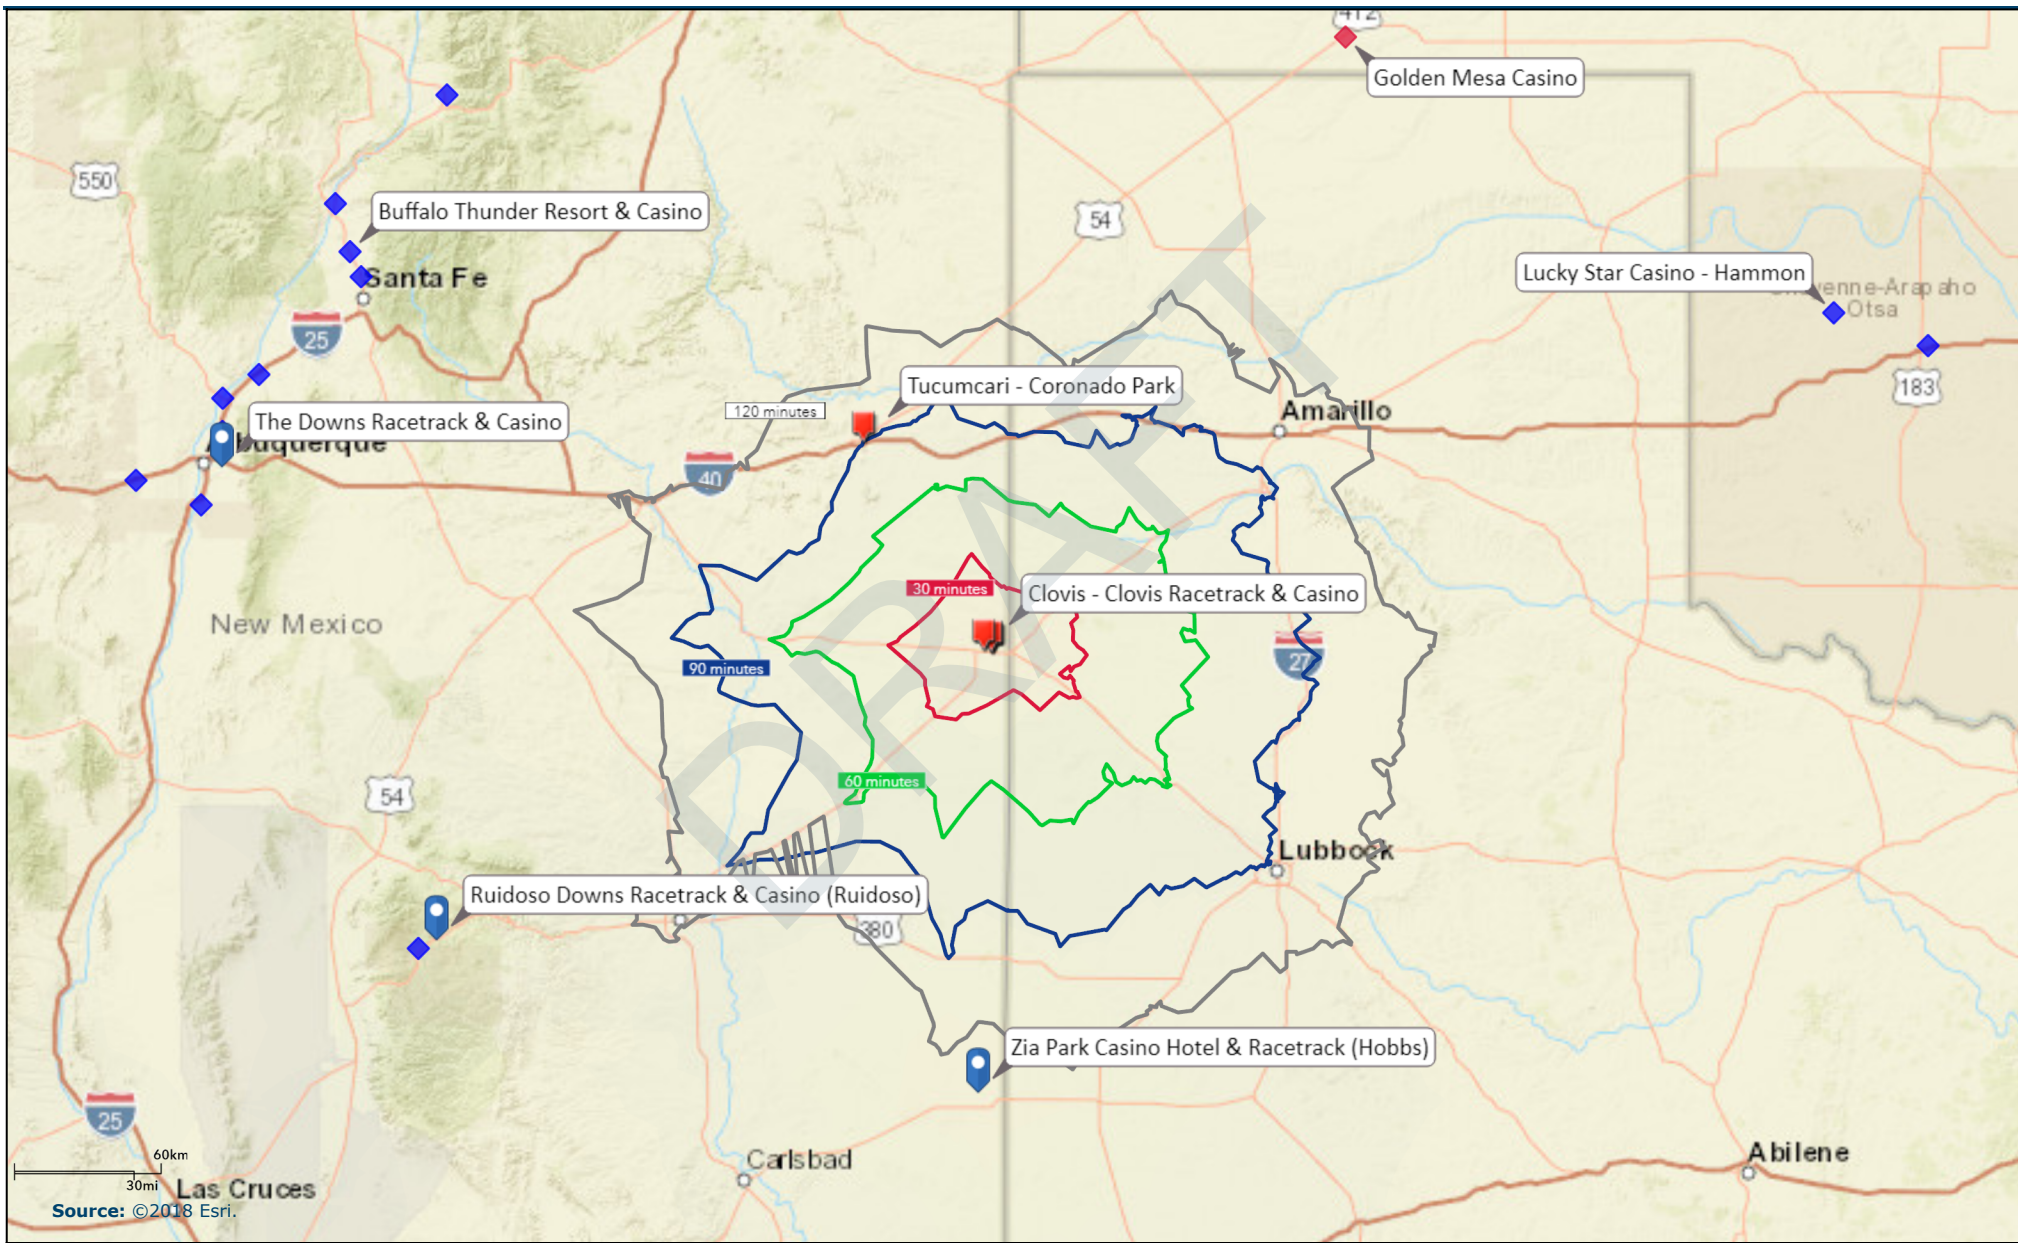 412
Golden Mesa Casino
550
Buffalo Thunder Resort & Casino
54
Santa Fe
Lucky Star Casino - Hammon
Cheyenne-Arapaho
Otsa
25
183
Tucumcari - Coronado Park
120 minutes
The Downs Racetrack & Casino
Albuquerque
Amarillo
40
30 minutes
Clovis - Clovis Racetrack & Casino
New Mexico
90 minutes
27
60 minutes
54
DRAFT
Lubbock
Ruidoso Downs Racetrack & Casino (Ruidoso)
380
Zia Park Casino Hotel & Racetrack (Hobbs)
25
60km
30mi
Carlsbad
Abilene
Las Cruces
Source: ©2018 Esri.